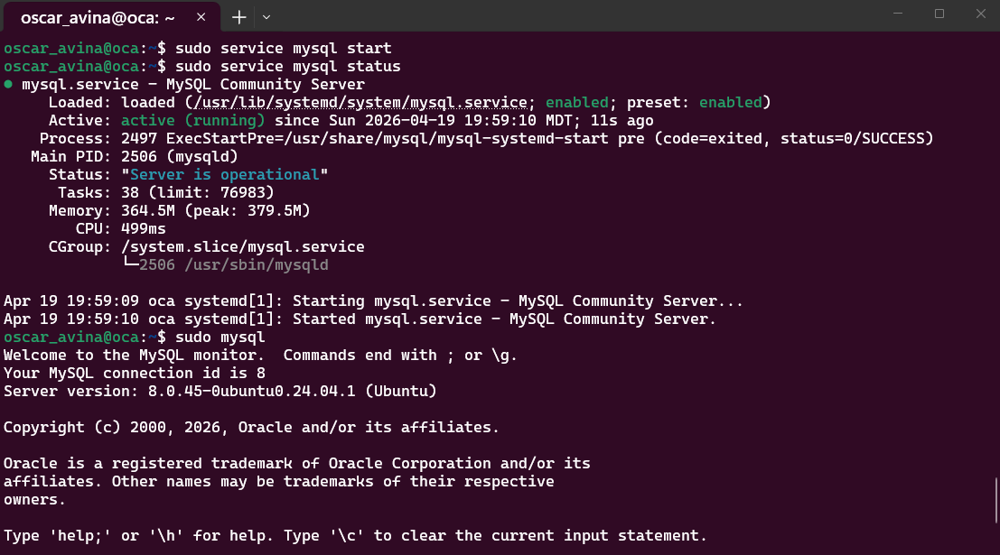 oscar_avina@oca: ~
oscar_avina@oca:~$ sudo service mysql start
oscar_avina@oca:~$ sudo service mysql status
● mysql.service - MySQL Community Server
     Loaded: loaded (/usr/lib/systemd/system/mysql.service; enabled; preset: enabled)
     Active: active (running) since Sun 2026-04-19 19:59:10 MDT; 11s ago
    Process: 2497 ExecStartPre=/usr/share/mysql/mysql-systemd-start pre (code=exited, status=0/SUCCESS)
   Main PID: 2506 (mysqld)
     Status: "Server is operational"
      Tasks: 38 (limit: 76983)
     Memory: 364.5M (peak: 379.5M)
        CPU: 499ms
     CGroup: /system.slice/mysql.service
             └─2506 /usr/sbin/mysqld
Apr 19 19:59:09 oca systemd[1]: Starting mysql.service - MySQL Community Server...
Apr 19 19:59:10 oca systemd[1]: Started mysql.service - MySQL Community Server.
oscar_avina@oca:~$ sudo mysql
Welcome to the MySQL monitor.  Commands end with ; or \g.
Your MySQL connection id is 8
Server version: 8.0.45-0ubuntu0.24.04.1 (Ubuntu)
Copyright (c) 2000, 2026, Oracle and/or its affiliates.
Oracle is a registered trademark of Oracle Corporation and/or its
affiliates. Other names may be trademarks of their respective
owners.
Type 'help;' or '\h' for help. Type '\c' to clear the current input statement.